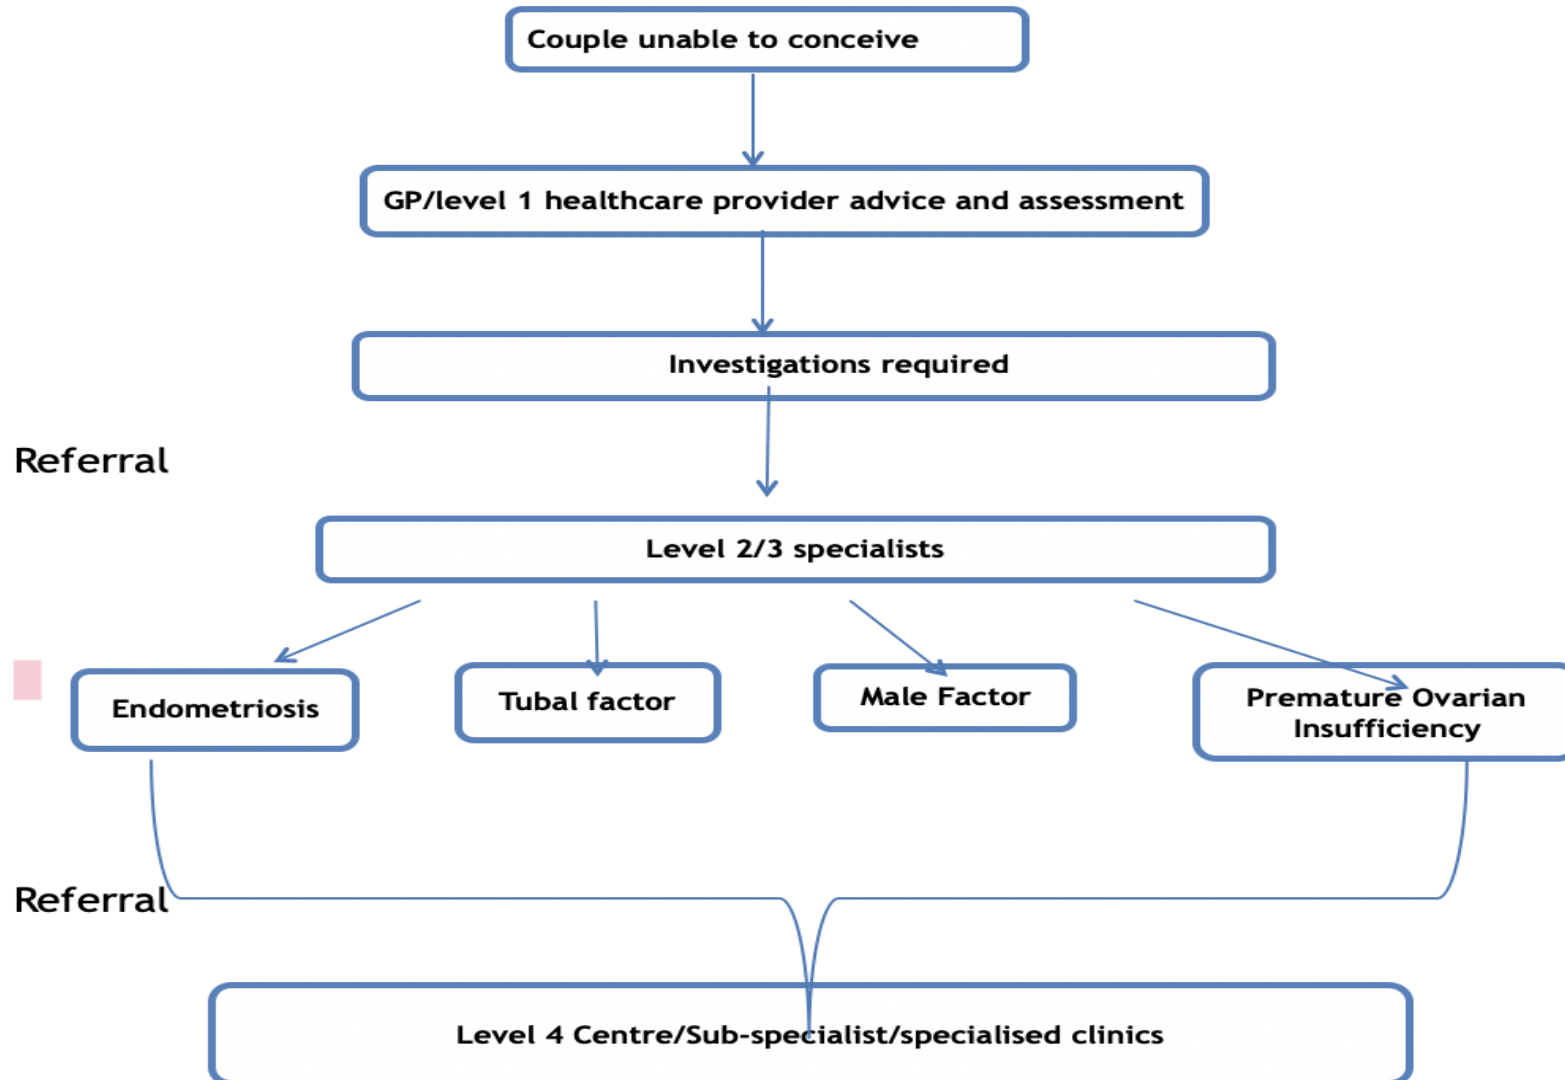 Couple unable to conceive
GP/level 1 healthcare provider advice and assessment
Investigations required
Referral
Level 2/3 specialists
Endometriosis
Tubal factor
Male Factor
Premature Ovarian
Insufficiency
Referral
Level 4 Centre/Sub-specialist/specialised clinics